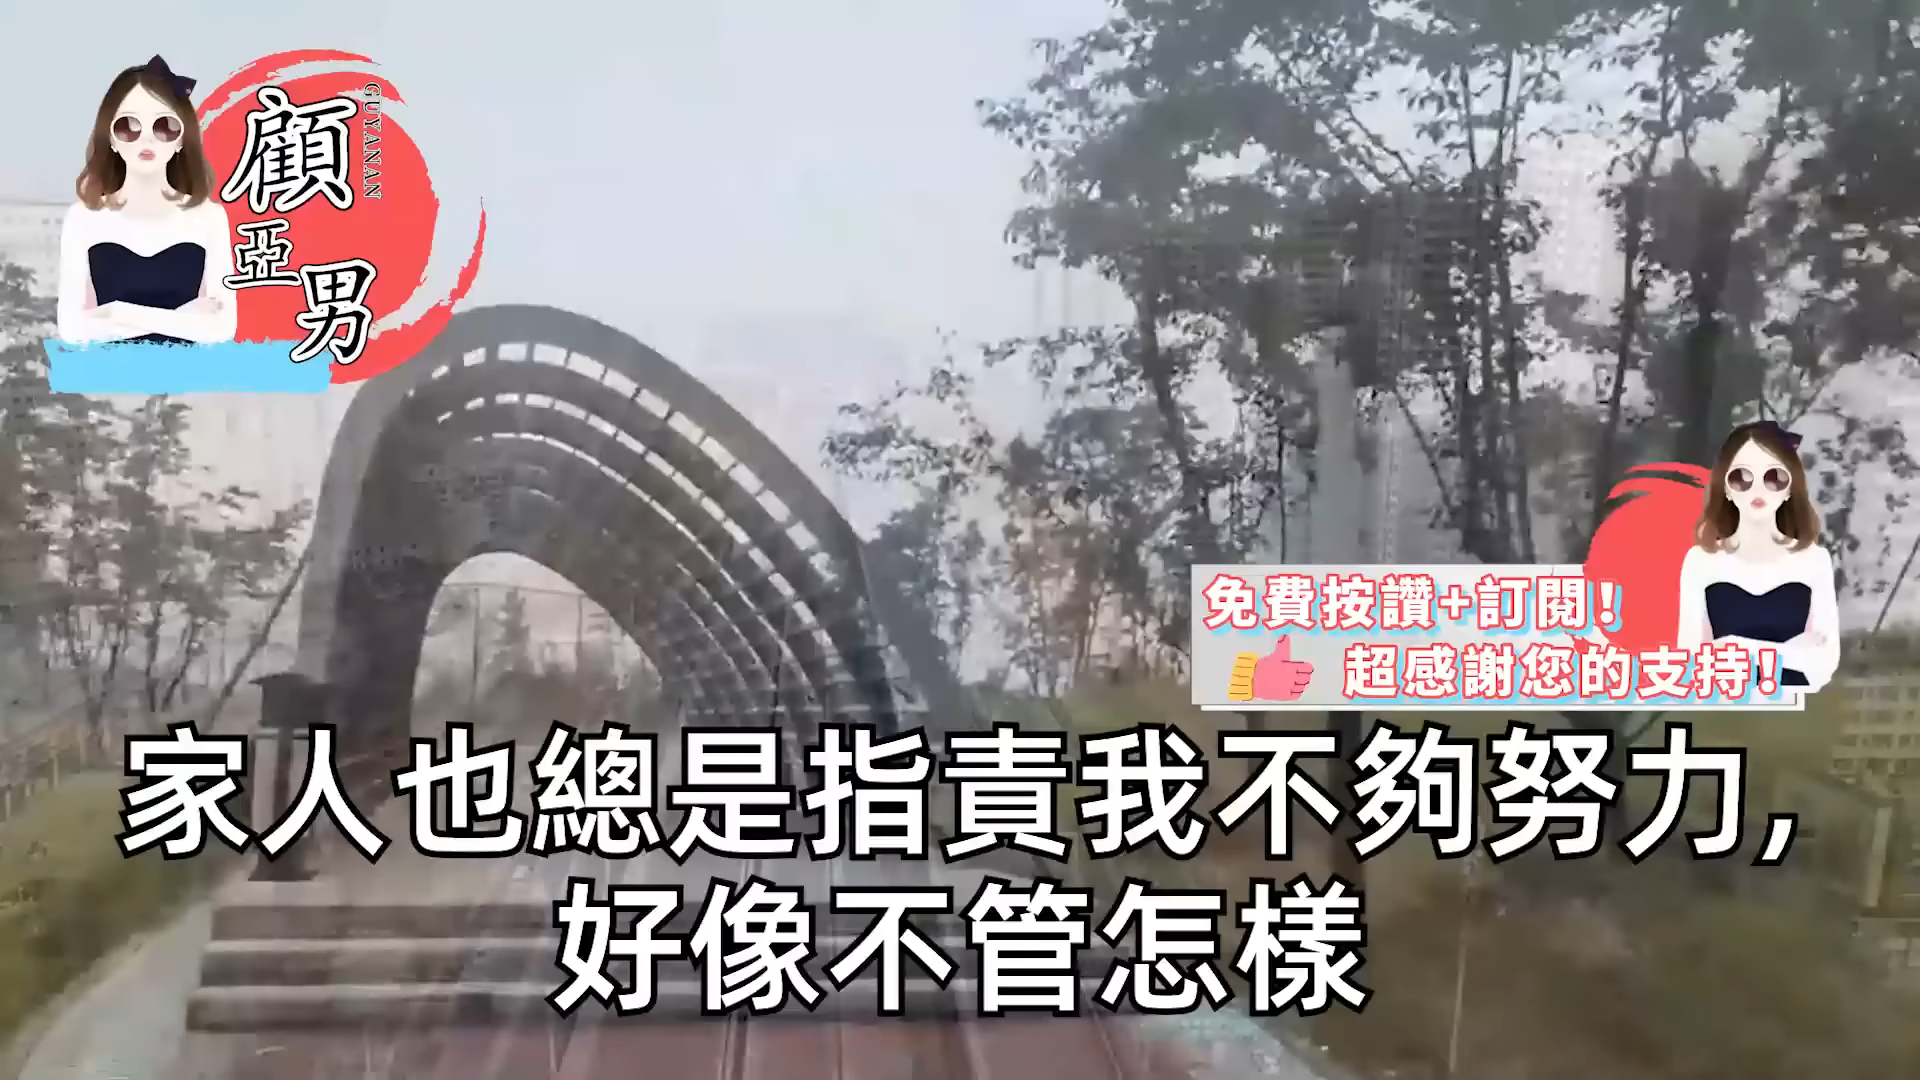 顧亞男
GUYANAN
免費按讚+訂閱!
超感謝您的支持!
家人也總是指責我不夠努力,
好像不管怎樣